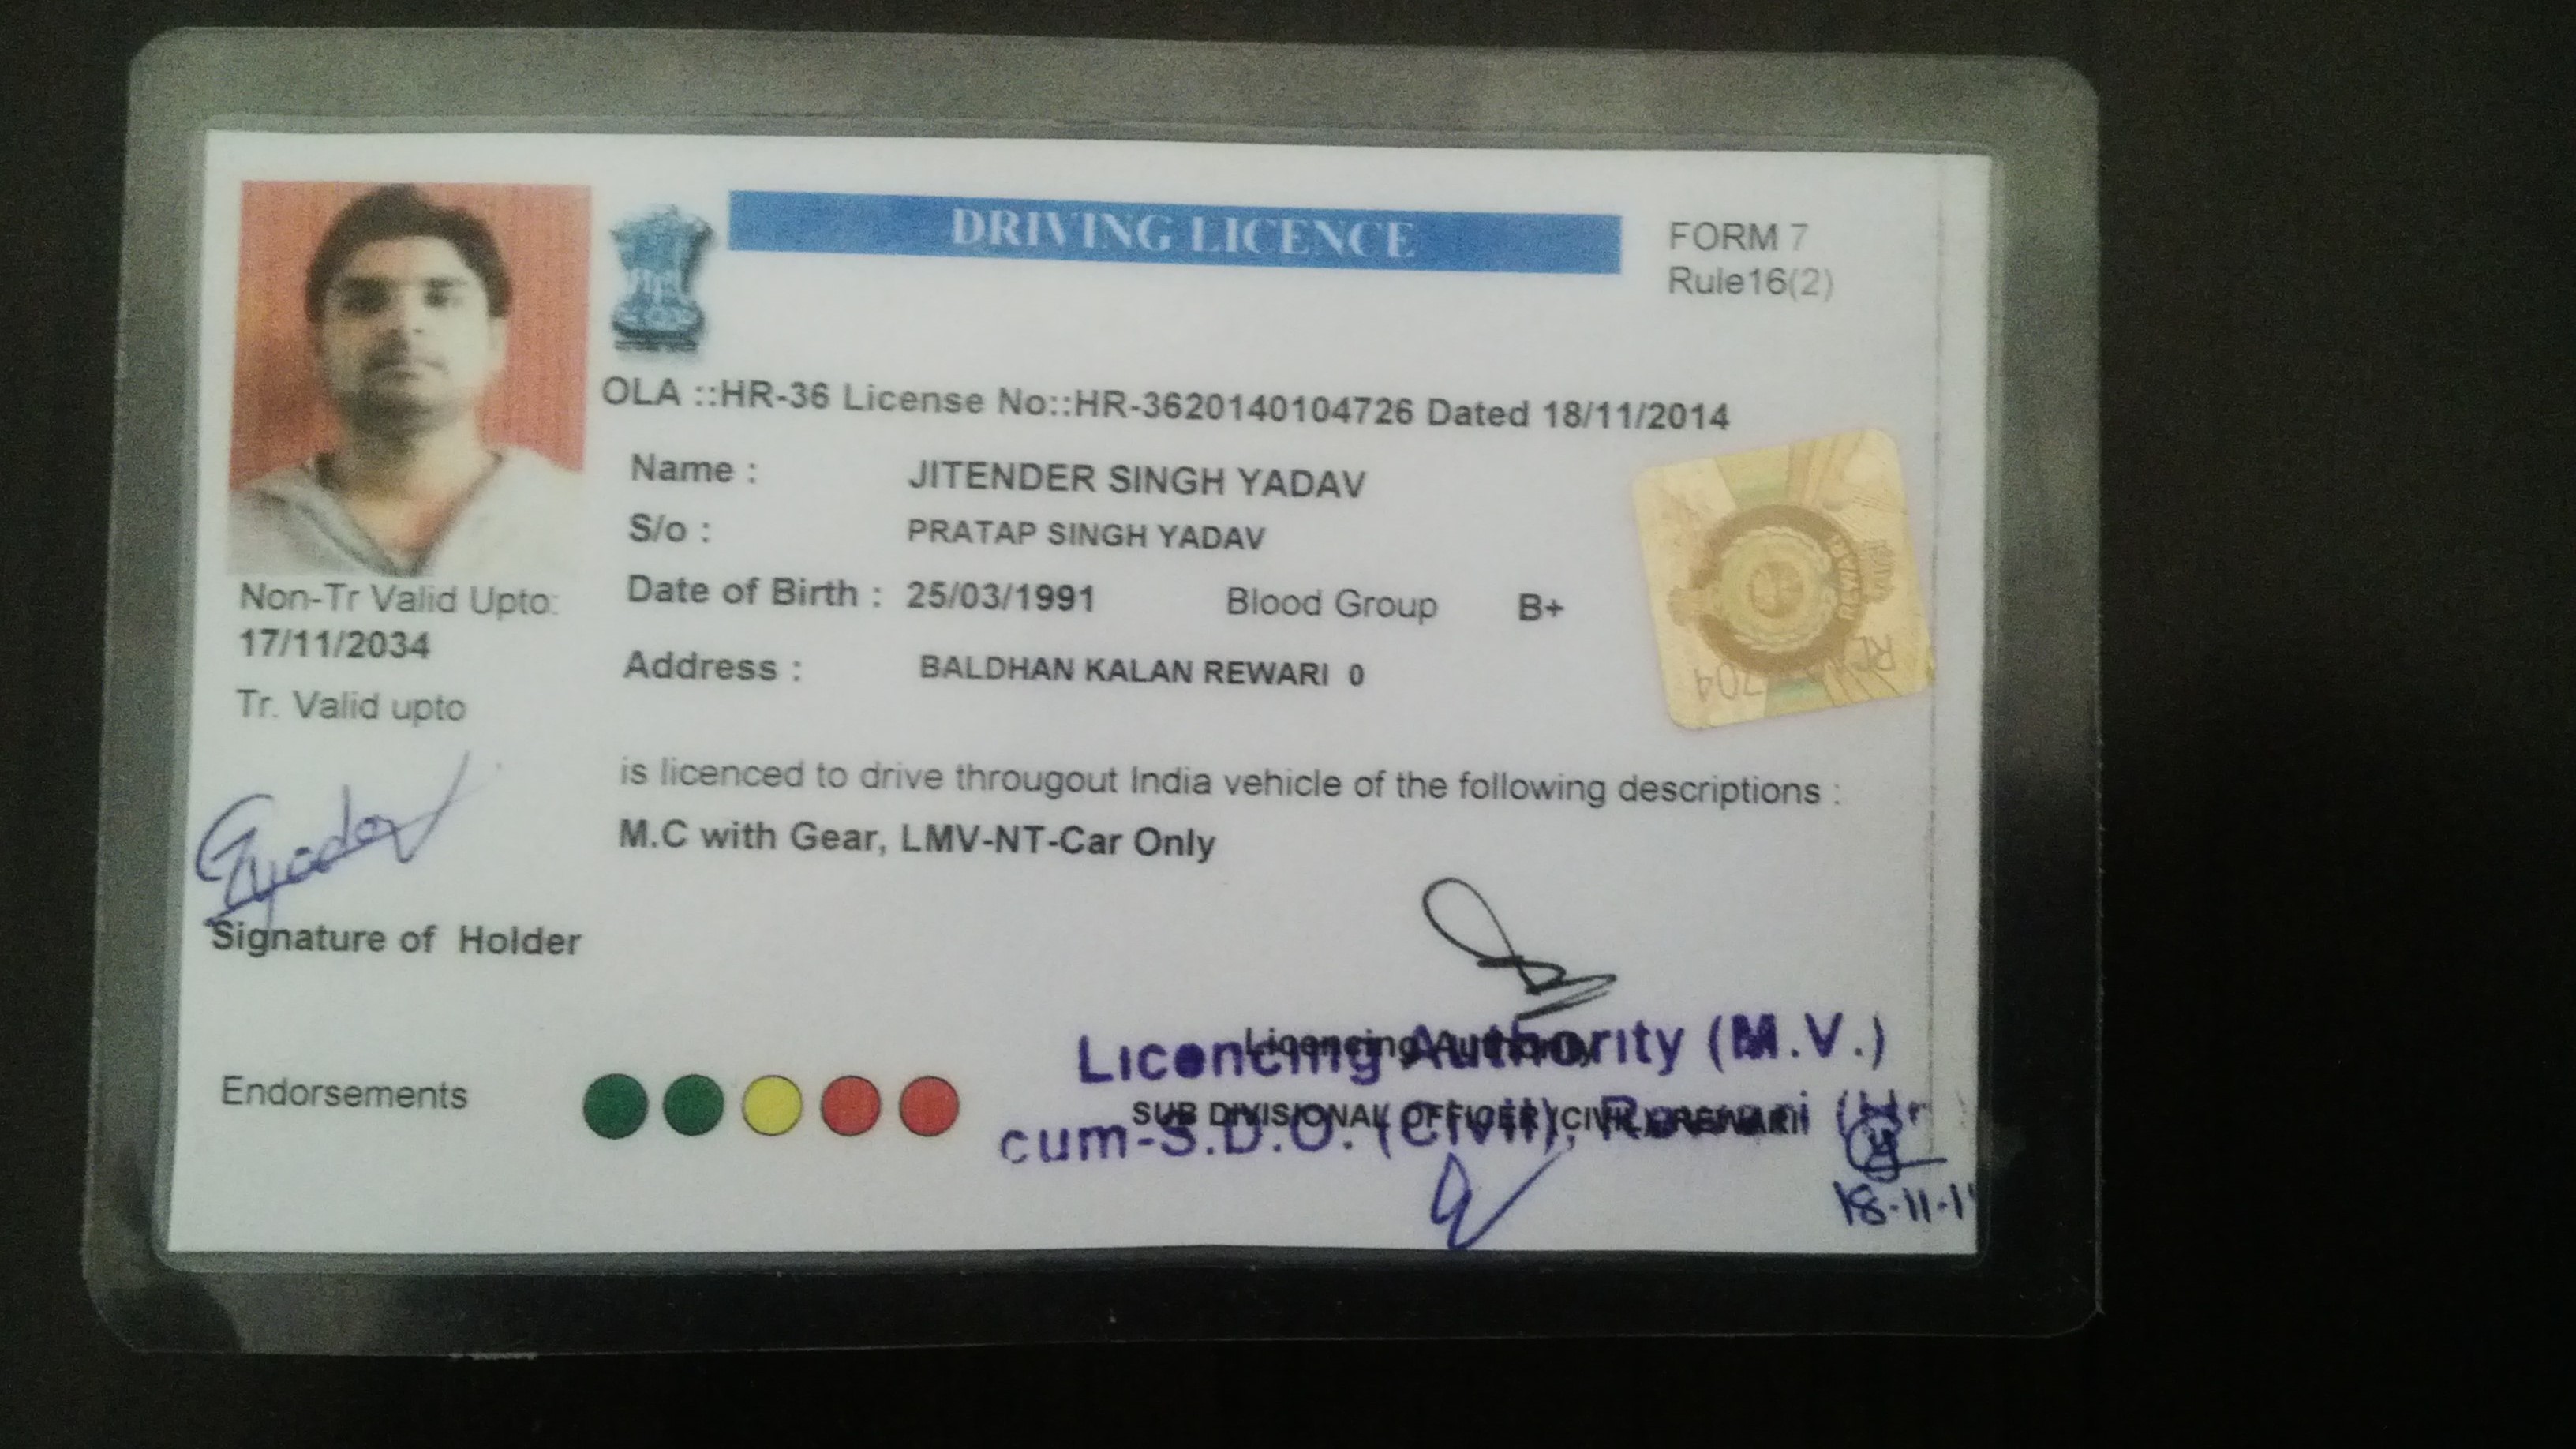 DRIVING LICENCE
FORM 7
Rule16(2)
OLA ::HR-36 License No::HR-3620140104726 Dated 18/11/2014
Name : JITENDER SINGH YADAV
S/o : PRATAP SINGH YADAV
Date of Birth : 25/03/1991 Blood Group B+
Address : BALDHAN KALAN REWARI 0
Non-Tr Valid Upto:
17/11/2034
Tr. Valid upto
is licenced to drive througout India vehicle of the following descriptions :
M.C with Gear, LMV-NT-Car Only
Signature of Holder
Endorsements
Licencing Authority
Licencing Authority (M.V.)
SUB DIVISIONAL OFFICER (CIVIL), REWARI
cum-S.D.O. (Civil), Rewari (Hr
18-11-1
REWARI
704